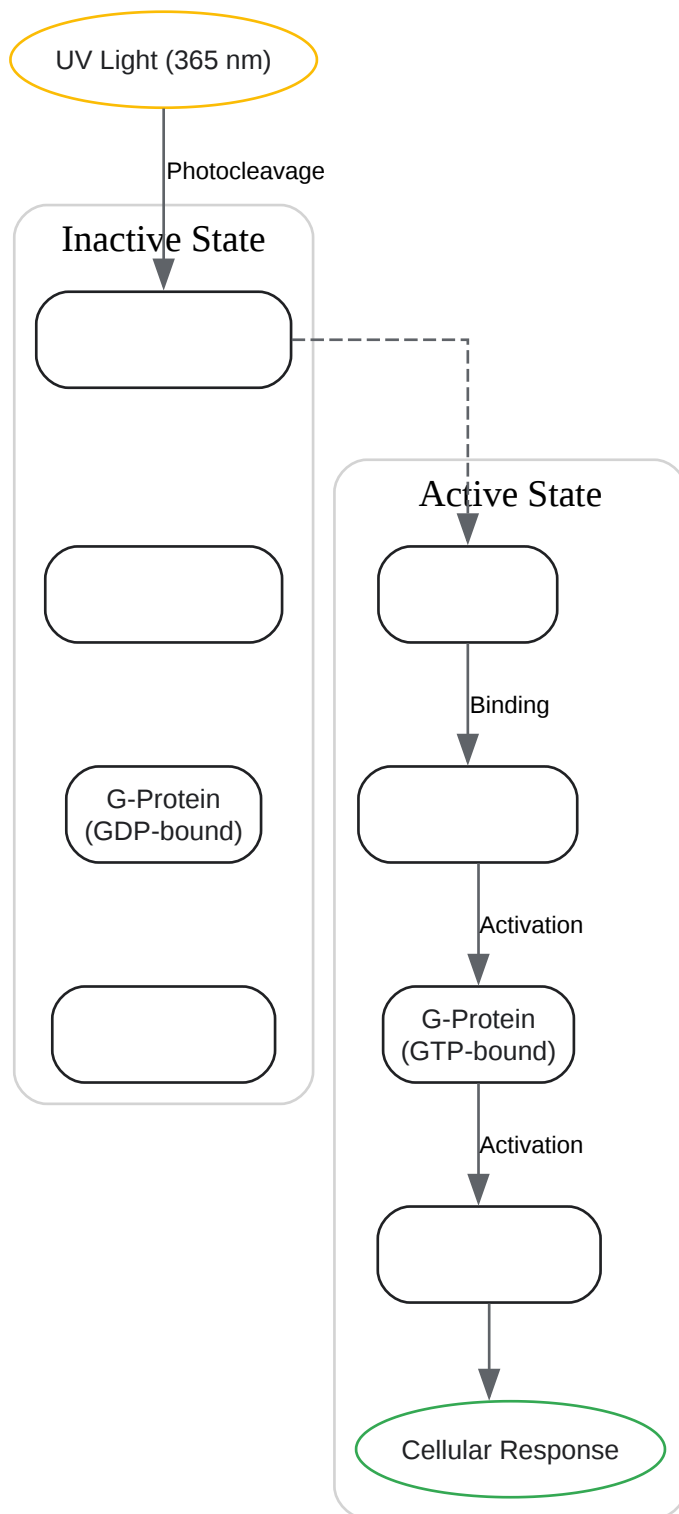 UV Light (365 nm)
Photocleavage
Inactive State
Active State
Binding
G-Protein
(GDP-bound)
Activation
G-Protein
(GTP-bound)
Activation
Cellular Response